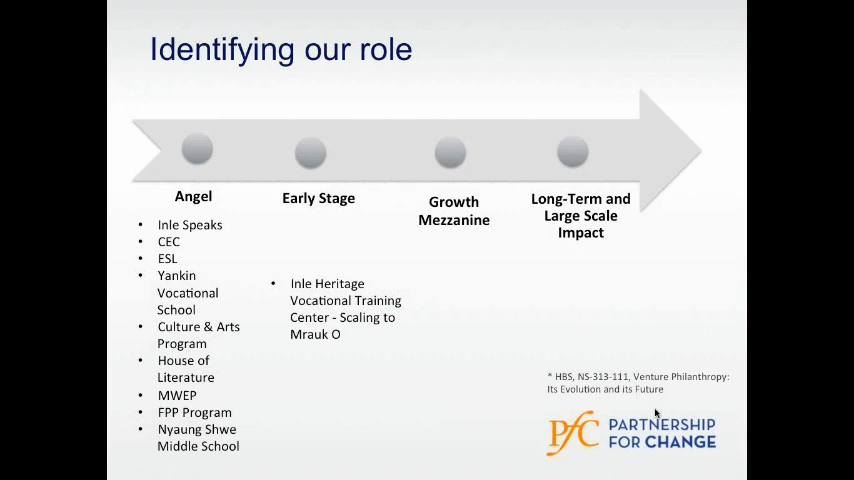 Identifying our role
Angel
• Inle Speaks
• CEC
• ESL
• Yankin
Vocational
School
• Culture & Arts
Program
• House of
Literature
• MWEP
• FPP Program
• Nyaung Shwe
Middle School
Early Stage
• Inle Heritage
Vocational Training
Center - Scaling to
Mrauk O
Growth
Mezzanine
Long-Term and
Large Scale
Impact
* HBS, NS-313-111, Venture Philanthropy:
Its Evolution and its Future
PfC PARTNERSHIP
FOR CHANGE